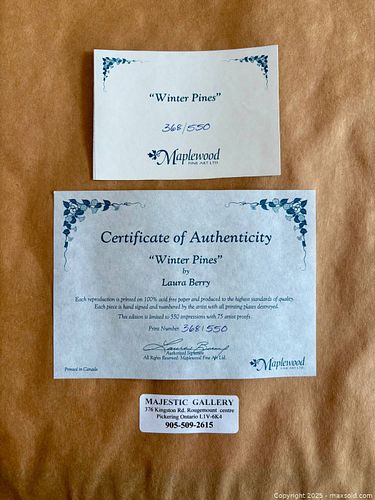 "Winter Pines"
368/550
Maplewood
FINE ART LTD
Certificate of Authenticity
"Winter Pines"
by
Laura Berry
Each reproduction is printed on 100% acid free paper and produced to the highest standards of quality.
Each piece is hand signed and numbered by the artist with all printing plates destroyed.
This edition is limited to 550 impressions with 75 artist proofs.
Print Number 368/550
Authorized Signature
All Rights Reserved: Maplewood Fine Art Ltd.
Printed in Canada
Maplewood
FINE ART LTD.
MAJESTIC GALLERY
376 Kingston Rd. Rougemount centre
Pickering Ontario L1V-6K4
905-509-2615
Copyright 2025 - maxsold.com